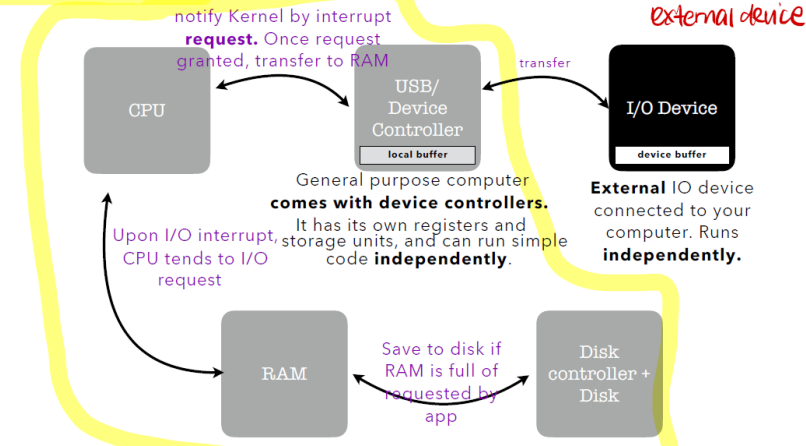 notify Kernel by interrupt
request. Once request
granted, transfer to RAM
external device
CPU
USB/
Device
Controller
local buffer
transfer
I/O Device
device buffer
General purpose computer
comes with device controllers.
It has its own registers and
storage units, and can run simple
code independently.
External IO device
connected to your
computer. Runs
independently.
Upon I/O interrupt,
CPU tends to I/O
request
RAM
Save to disk if
RAM is full of
requested by
app
Disk
controller +
Disk